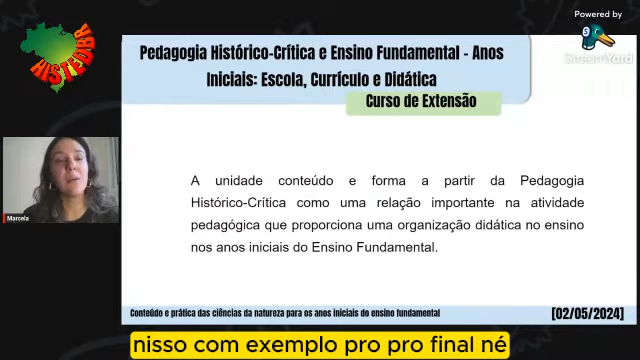 Powered by
StreamYard
HISTEDBR
Pedagogia Histórico-Crítica e Ensino Fundamental - Anos
Iniciais: Escola, Currículo e Didática
Curso de Extensão
A unidade conteúdo e forma a partir da Pedagogia
Histórico-Crítica como uma relação importante na atividade
pedagógica que proporciona uma organização didática no ensino
nos anos iniciais do Ensino Fundamental.
Marcela
Conteúdo e prática das ciências da natureza para os anos iniciais do ensino fundamental
[02/05/2024]
nisso com exemplo pro pro final né